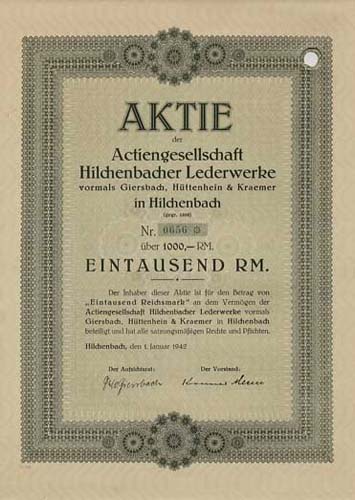 AKTIE
der
Actiengesellschaft
Hilchenbacher Lederwerke
vormals Giersbach, Hüttenhein & Kraemer
in Hilchenbach
Nr. 0656
über 1000,— RM.
EINTAUSEND RM.
Der Inhaber dieser Aktie ist für den Betrag von
„Eintausend Reichsmark“ an dem Vermögen der
Actiengesellschaft Hilchenbacher Lederwerke vormals
Giersbach, Hüttenhein & Kraemer in Hilchenbach
beteiligt und hat alle satzungsmäßigen Rechte und Pflichten.
Hilchenbach, den 1. Januar 1942
Der Aufsichtsrat: Der Vorstand: